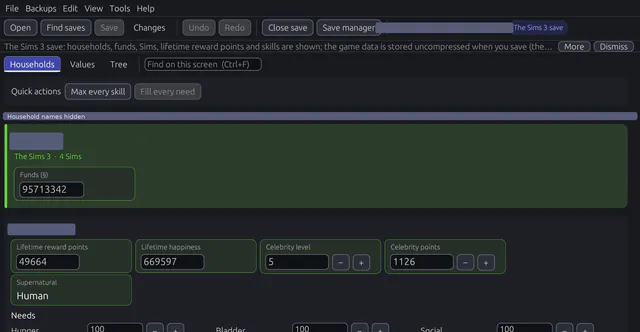 File Backups Edit View Tools Help
Open Find saves Save Changes Undo Redo Close save Save manager The Sims 3 save
The Sims 3 save: households, funds, Sims, lifetime reward points and skills are shown; the game data is stored uncompressed when you save (the... More Dismiss
Households Values Tree Find on this screen (Ctrl+F)
Quick actions Max every skill Fill every need
Household names hidden
The Sims 3 · 4 Sims
Funds (§)
95713342
Lifetime reward points Lifetime happiness Celebrity level Celebrity points
49664 669597 5 − + 1126 − +
Supernatural
Human
Needs
Hunger 100 − + Bladder 100 − + Social 100 − +